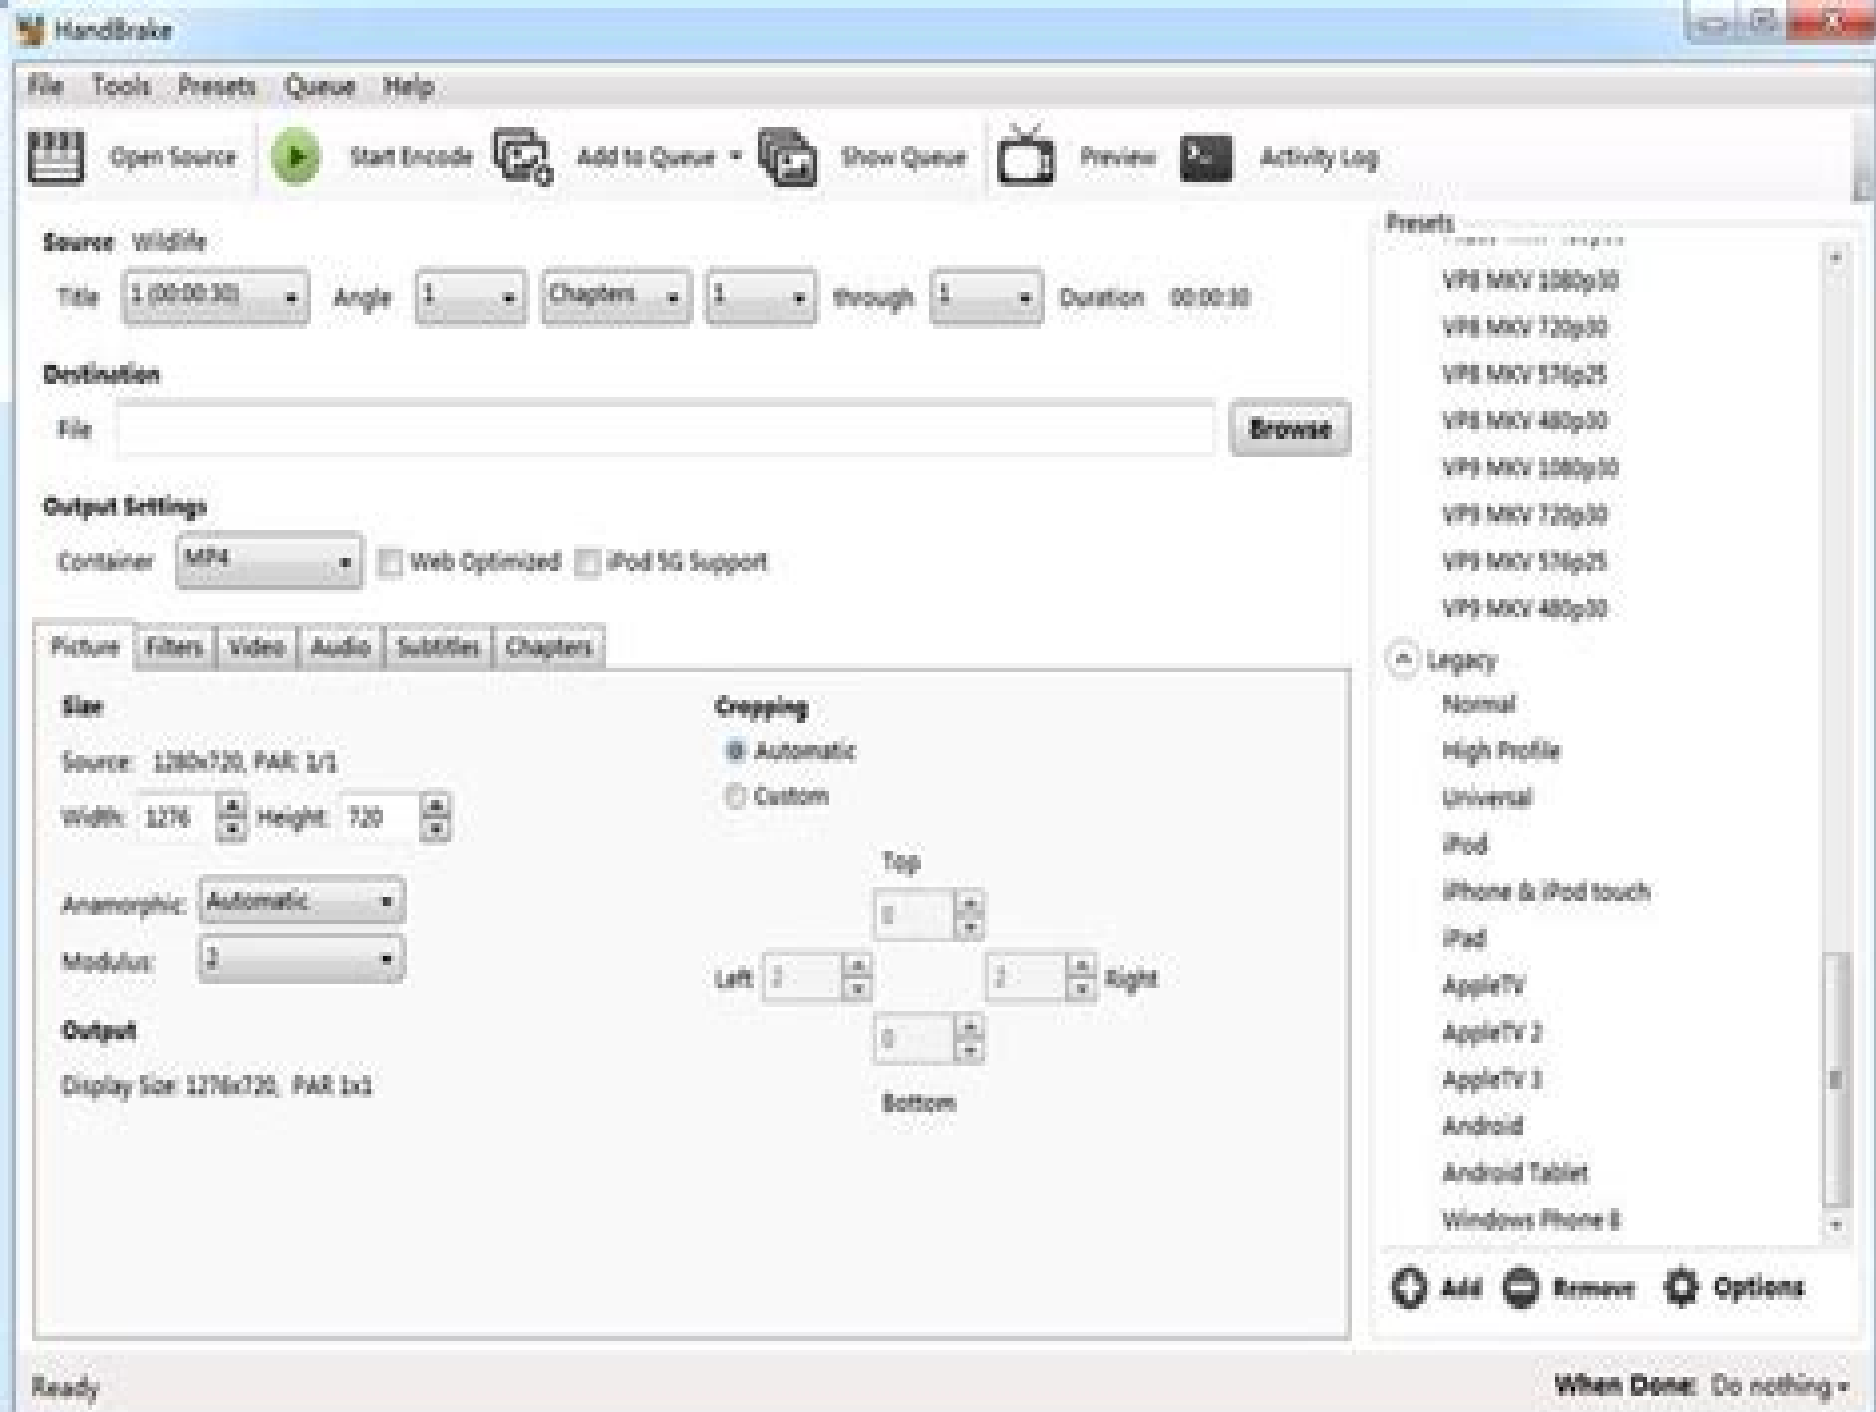 HandBrake
File Tools Presets Queue Help
Open Source Start Encode Add to Queue Show Queue Preview Activity Log
Source Wildlife
Title 1 (00:00:30) Angle 1 Chapters 1 through 1 Duration 00:00:30
Destination
File Browse
Output Settings
Container MP4 Web Optimized iPod 5G Support
Picture Filters Video Audio Subtitles Chapters
Size
Source: 1280x720, PAR: 1/1
Width: 1276 Height: 720
Anamorphic: Automatic
Modulus: 2
Output
Display Size: 1276x720, PAR 1x1
Cropping
Automatic
Custom
Top
0
Left 2 2 Right
0
Bottom
Presets
VP8 MKV 1080p30
VP8 MKV 720p30
VP8 MKV 576p25
VP8 MKV 480p30
VP9 MKV 1080p30
VP9 MKV 720p30
VP9 MKV 576p25
VP9 MKV 480p30
Legacy
Normal
High Profile
Universal
iPod
iPhone & iPod touch
iPad
AppleTV
AppleTV 2
AppleTV 3
Android
Android Tablet
Windows Phone 8
Add Remove Options
Ready
When Done: Do nothing